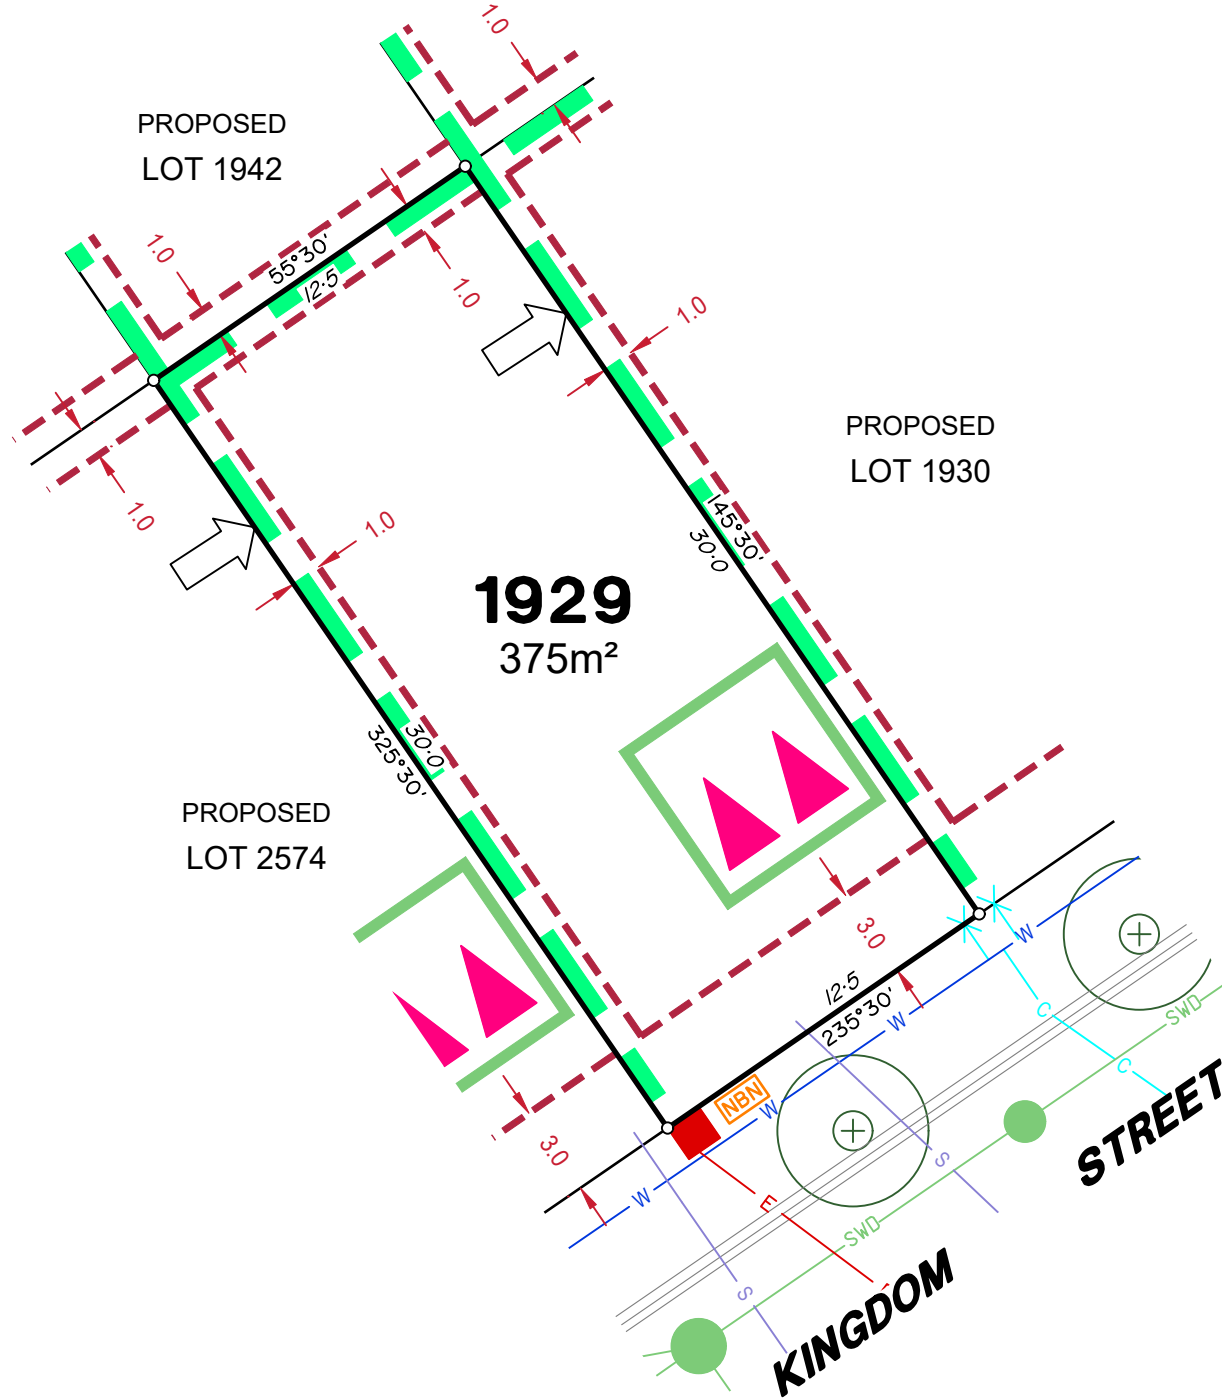 1.0
PROPOSED
LOT 1942
1.0
55°30'
12·5
1.0
1.0
1.0
1.0
PROPOSED
LOT 1930
145°30'
30·0
1929
375m²
30·0
325°30'
PROPOSED
LOT 2574
3.0
12·5
235°30'
W
W
C
SWD
C
NBN
W
STREET
3.0
S
W
E
SWD
S
KINGDOM